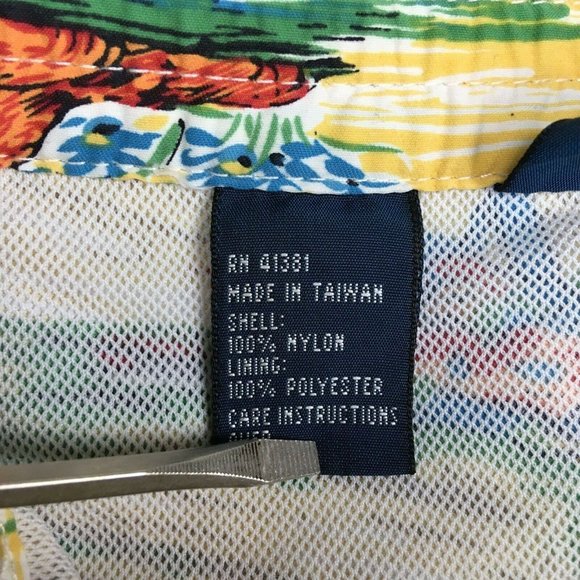 RN 41381
MADE IN TAIWAN
SHELL:
100% NYLON
LINING:
100% POLYESTER
CARE INSTRUCTIONS